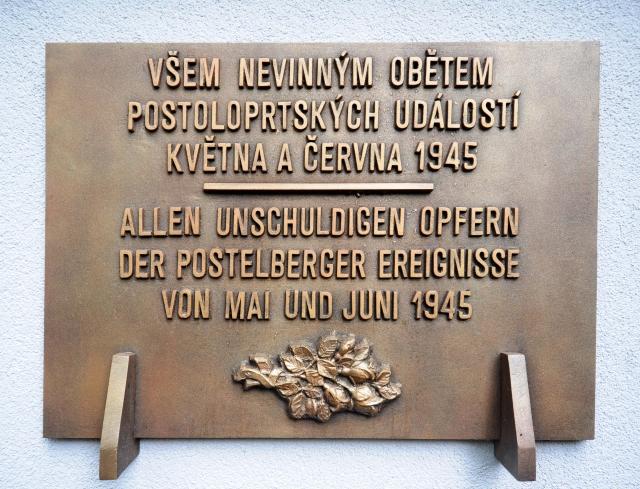 VŠEM NEVINNÝM OBĚTEM
POSTOLOPRTSKÝCH UDÁLOSTÍ
KVĚTNA A ČERVNA 1945
ALLEN UNSCHULDIGEN OPFERN
DER POSTELBERGER EREIGNISSE
VON MAI UND JUNI 1945